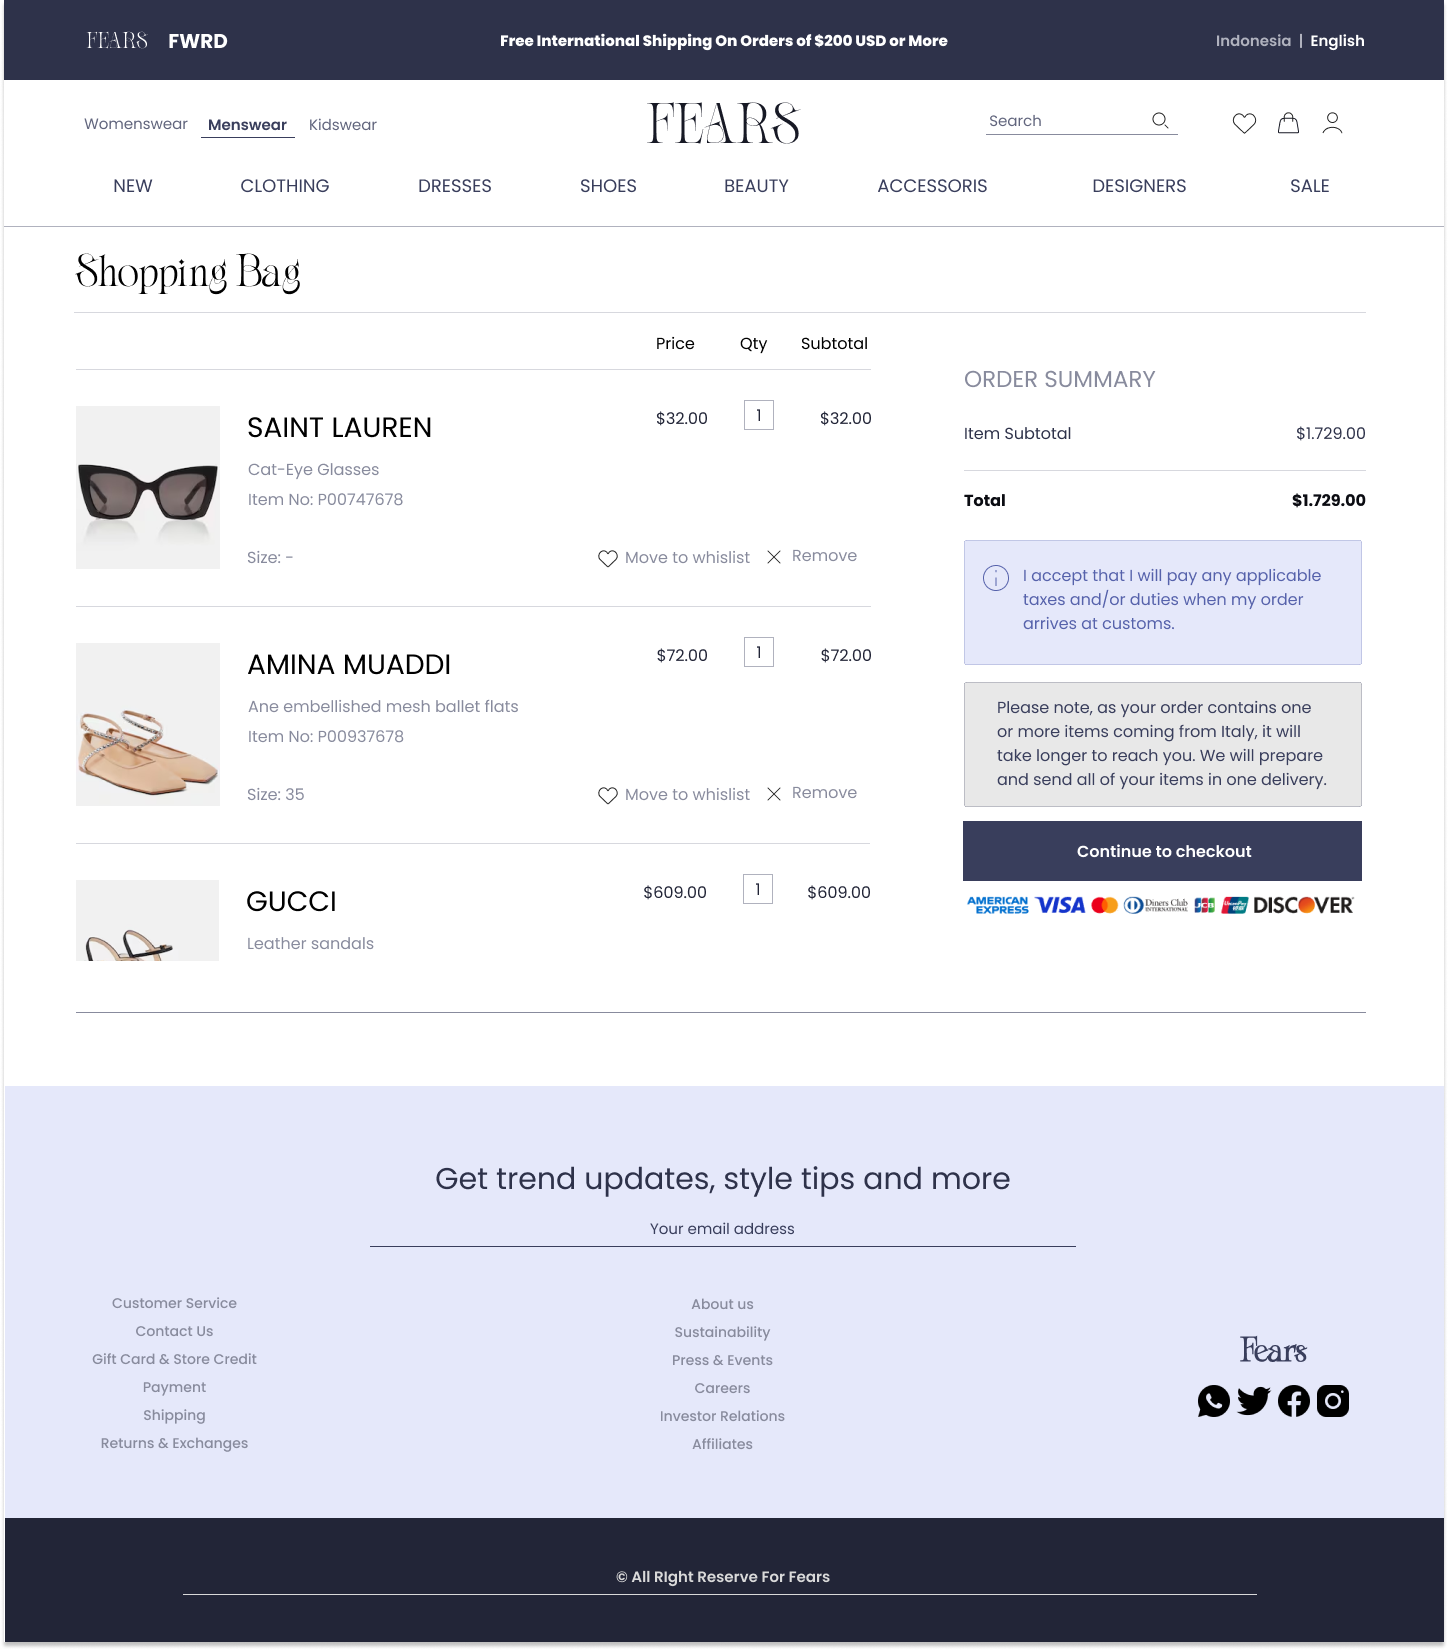 FEARS FWRD
Free International Shipping On Orders of $200 USD or More
Indonesia | English
Womenswear Menswear Kidswear
FEARS
Search
NEW CLOTHING DRESSES SHOES BEAUTY ACCESSORIS DESIGNERS SALE
Shopping Bag
Price Qty Subtotal
SAINT LAUREN
$32.00 1 $32.00
Cat-Eye Glasses
Item No: P00747678
Size: -
Move to whislist Remove
AMINA MUADDI
$72.00 1 $72.00
Ane embellished mesh ballet flats
Item No: P00937678
Size: 35
Move to whislist Remove
GUCCI
$609.00 1 $609.00
Leather sandals
ORDER SUMMARY
Item Subtotal $1.729.00
Total $1.729.00
I accept that I will pay any applicable
taxes and/or duties when my order
arrives at customs.
Please note, as your order contains one
or more items coming from Italy, it will
take longer to reach you. We will prepare
and send all of your items in one delivery.
Continue to checkout
AMERICAN
EXPRESS
VISA
Diners Club
INTERNATIONAL
JCB
UnionPay
DISCOVER
Get trend updates, style tips and more
Your email address
Customer Service
Contact Us
Gift Card & Store Credit
Payment
Shipping
Returns & Exchanges
About us
Sustainability
Press & Events
Careers
Investor Relations
Affiliates
Fears
© All RIght Reserve For Fears